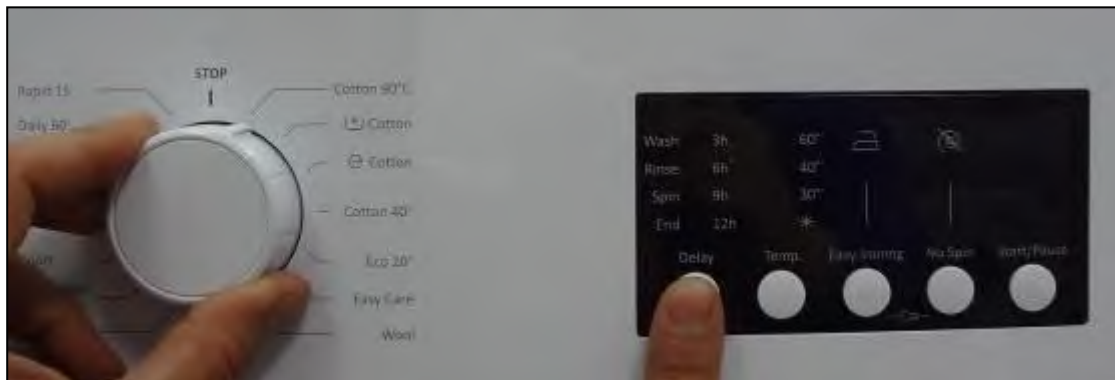 STOP
Rapid 15
Daily 60'
Cotton 90°C
Cotton
Cotton
Cotton 40°
Eco 20°
Easy Care
Wool
Sport
Wash 3h 60°
Rinse 6h 40°
Spin 9h 30°
End 12h
Delay Temp. Easy Ironing No Spin Start/Pause